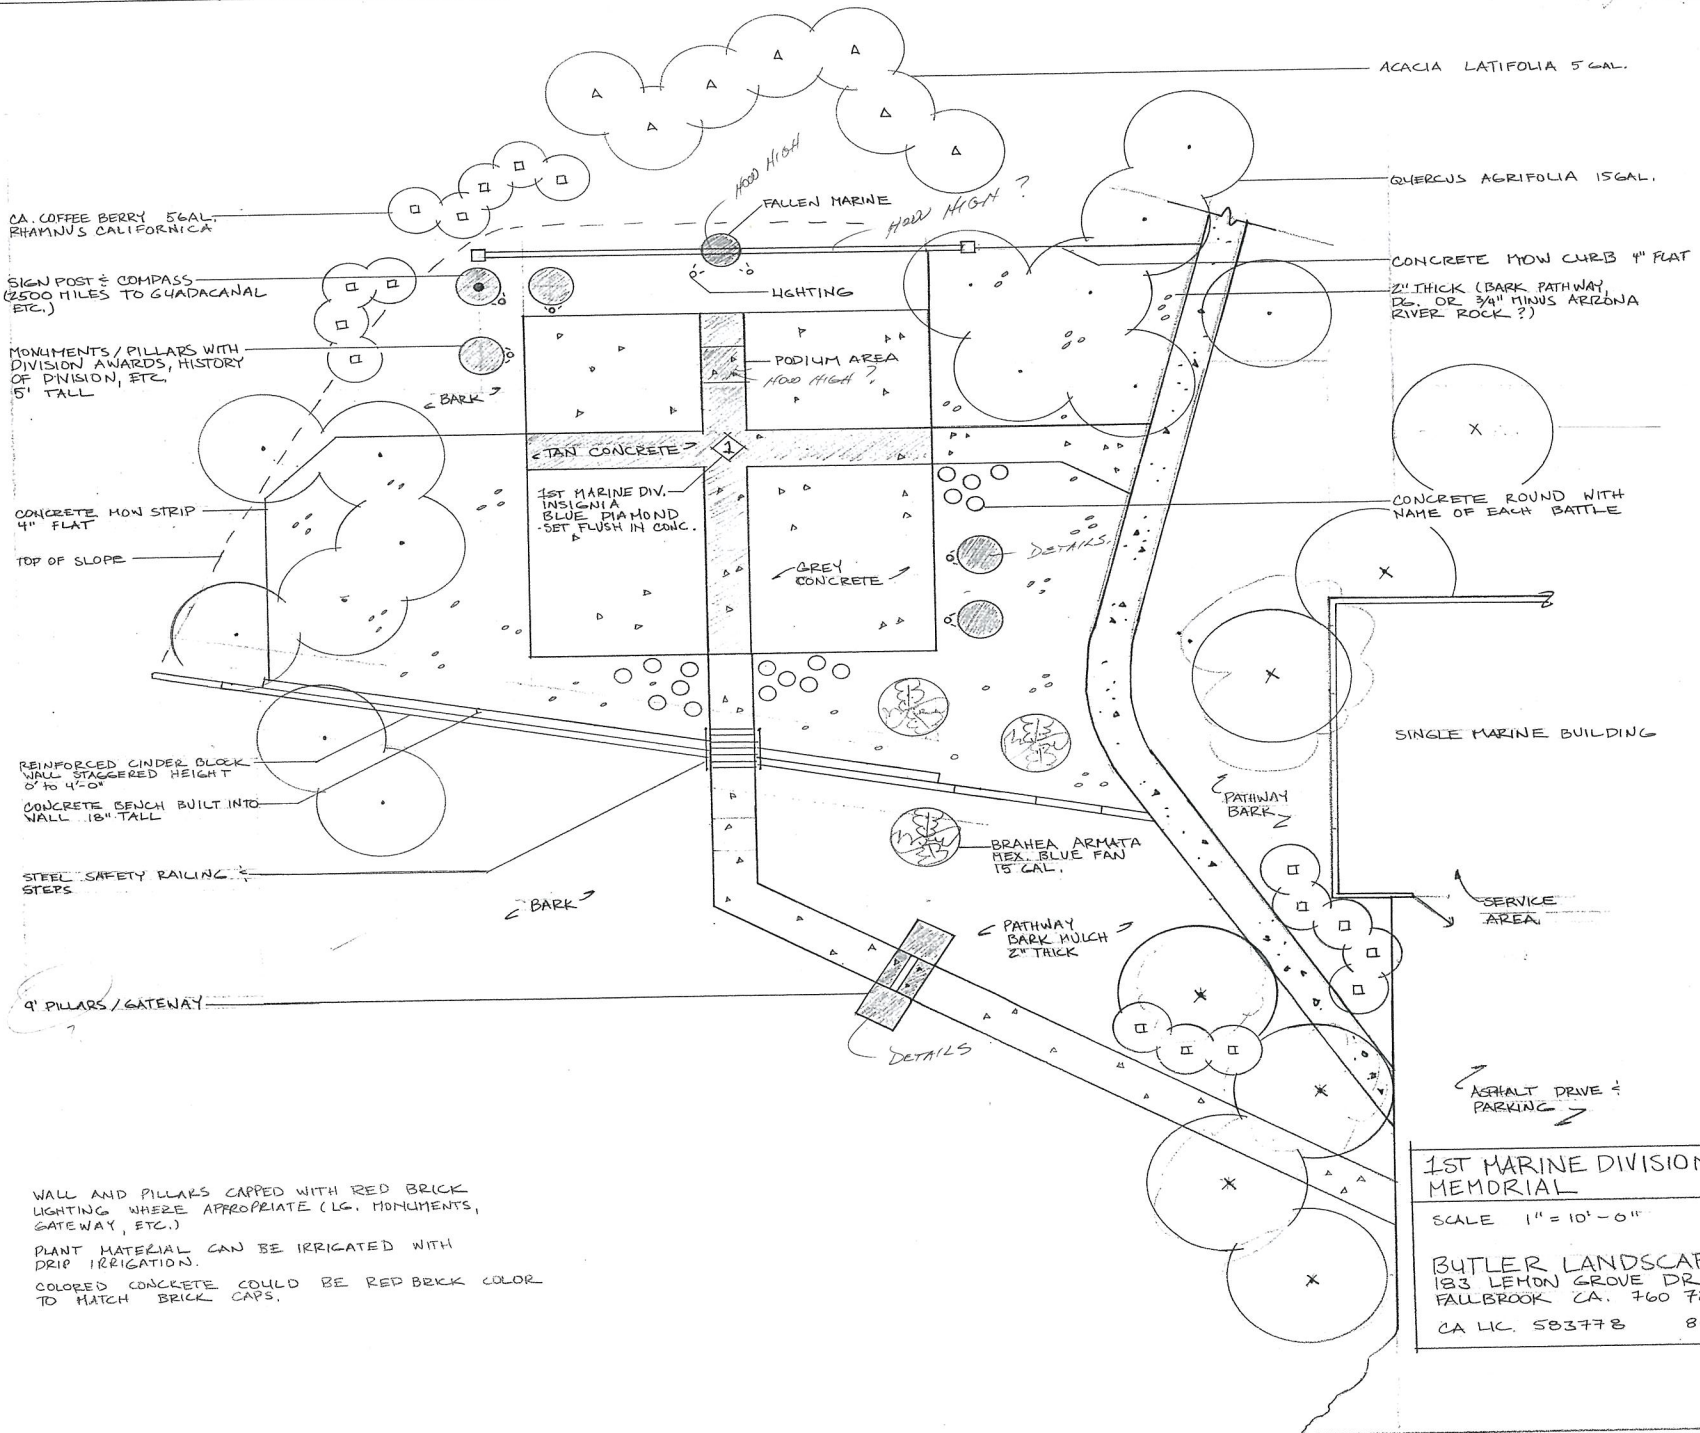 ACACIA LATIFOLIA 5 GAL.
QUERCUS AGRIFOLIA 15GAL.
CA. COFFEE BERRY 5GAL.
RHAMNUS CALIFORNICA
HOW HIGH
FALLEN MARINE
HOW HIGH ?
CONCRETE MOW CURB 4" FLAT
SIGN POST & COMPASS
(2500 MILES TO GUADACANAL
ETC.)
LIGHTING
2" THICK (BARK PATHWAY,
DG. OR 3/4" MINUS ARRONA
RIVER ROCK ?)
MONUMENTS/PILLARS WITH
DIVISION AWARDS, HISTORY
OF DIVISION, ETC.
5' TALL
PODIUM AREA
HOW HIGH ?
BARK
TAN CONCRETE
1
1ST MARINE DIV.
INSIGNIA
BLUE DIAMOND
-SET FLUSH IN CONC.
CONCRETE ROUND WITH
NAME OF EACH BATTLE
CONCRETE MOW STRIP
4" FLAT
TOP OF SLOPE
DETAILS.
GREY
CONCRETE
SINGLE MARINE BUILDING
REINFORCED CINDER BLOCK
WALL STAGGERED HEIGHT
0' TO 4'-0"
CONCRETE BENCH BUILT INTO
WALL 18" TALL
PATHWAY
BARK
BRAHEA ARMATA
MEX. BLUE FAN
15 GAL.
STEEL SAFETY RAILING &
STEPS
BARK
SERVICE
AREA
PATHWAY
BARK MULCH
2" THICK
9' PILLARS/GATEWAY
?
DETAILS
ASPHALT DRIVE &
PARKING
WALL AND PILLARS CAPPED WITH RED BRICK
LIGHTING WHERE APPROPRIATE (LG. MONUMENTS,
GATEWAY, ETC.)
PLANT MATERIAL CAN BE IRRIGATED WITH
DRIP IRRIGATION.
COLORED CONCRETE COULD BE RED BRICK COLOR
TO MATCH BRICK CAPS.
1ST MARINE DIVISION
MEMORIAL
SCALE 1" = 10'-0"
BUTLER LANDSCAP
183 LEMON GROVE DR
FALLBROOK CA. 760 7
CA LIC. 583778 8